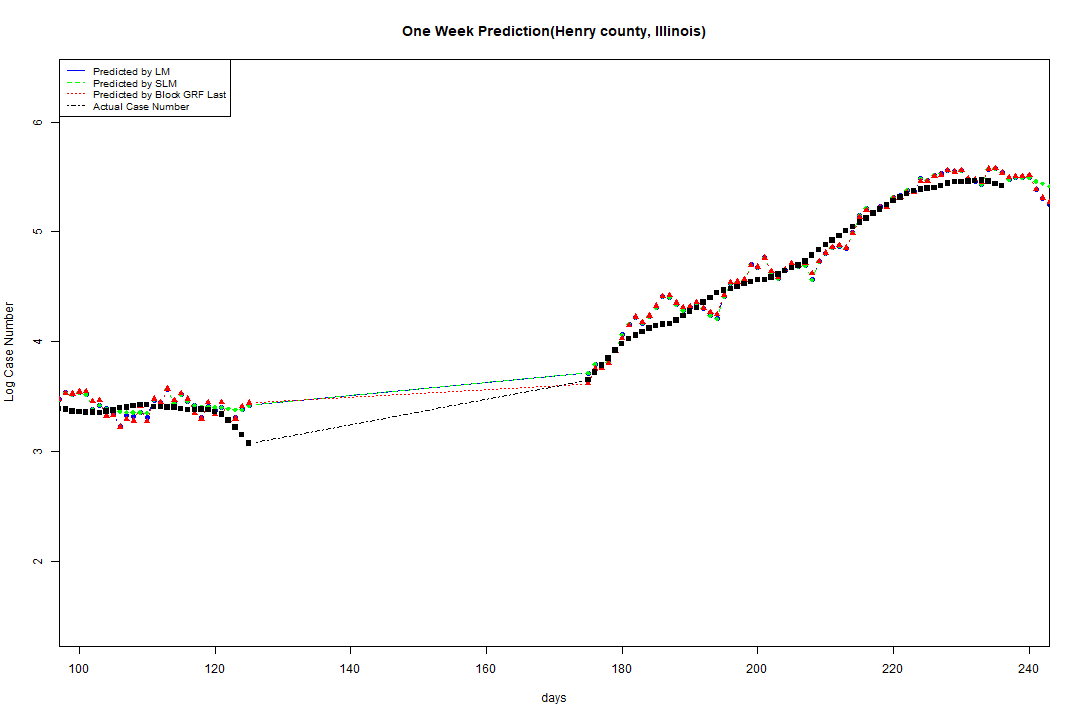 One Week Prediction(Henry county, Illinois)
Predicted by LM
Predicted by SLM
Predicted by Block GRF Last
Actual Case Number
6
5
4
3
2
Log Case Number
100 120 140 160 180 200 220 240
days